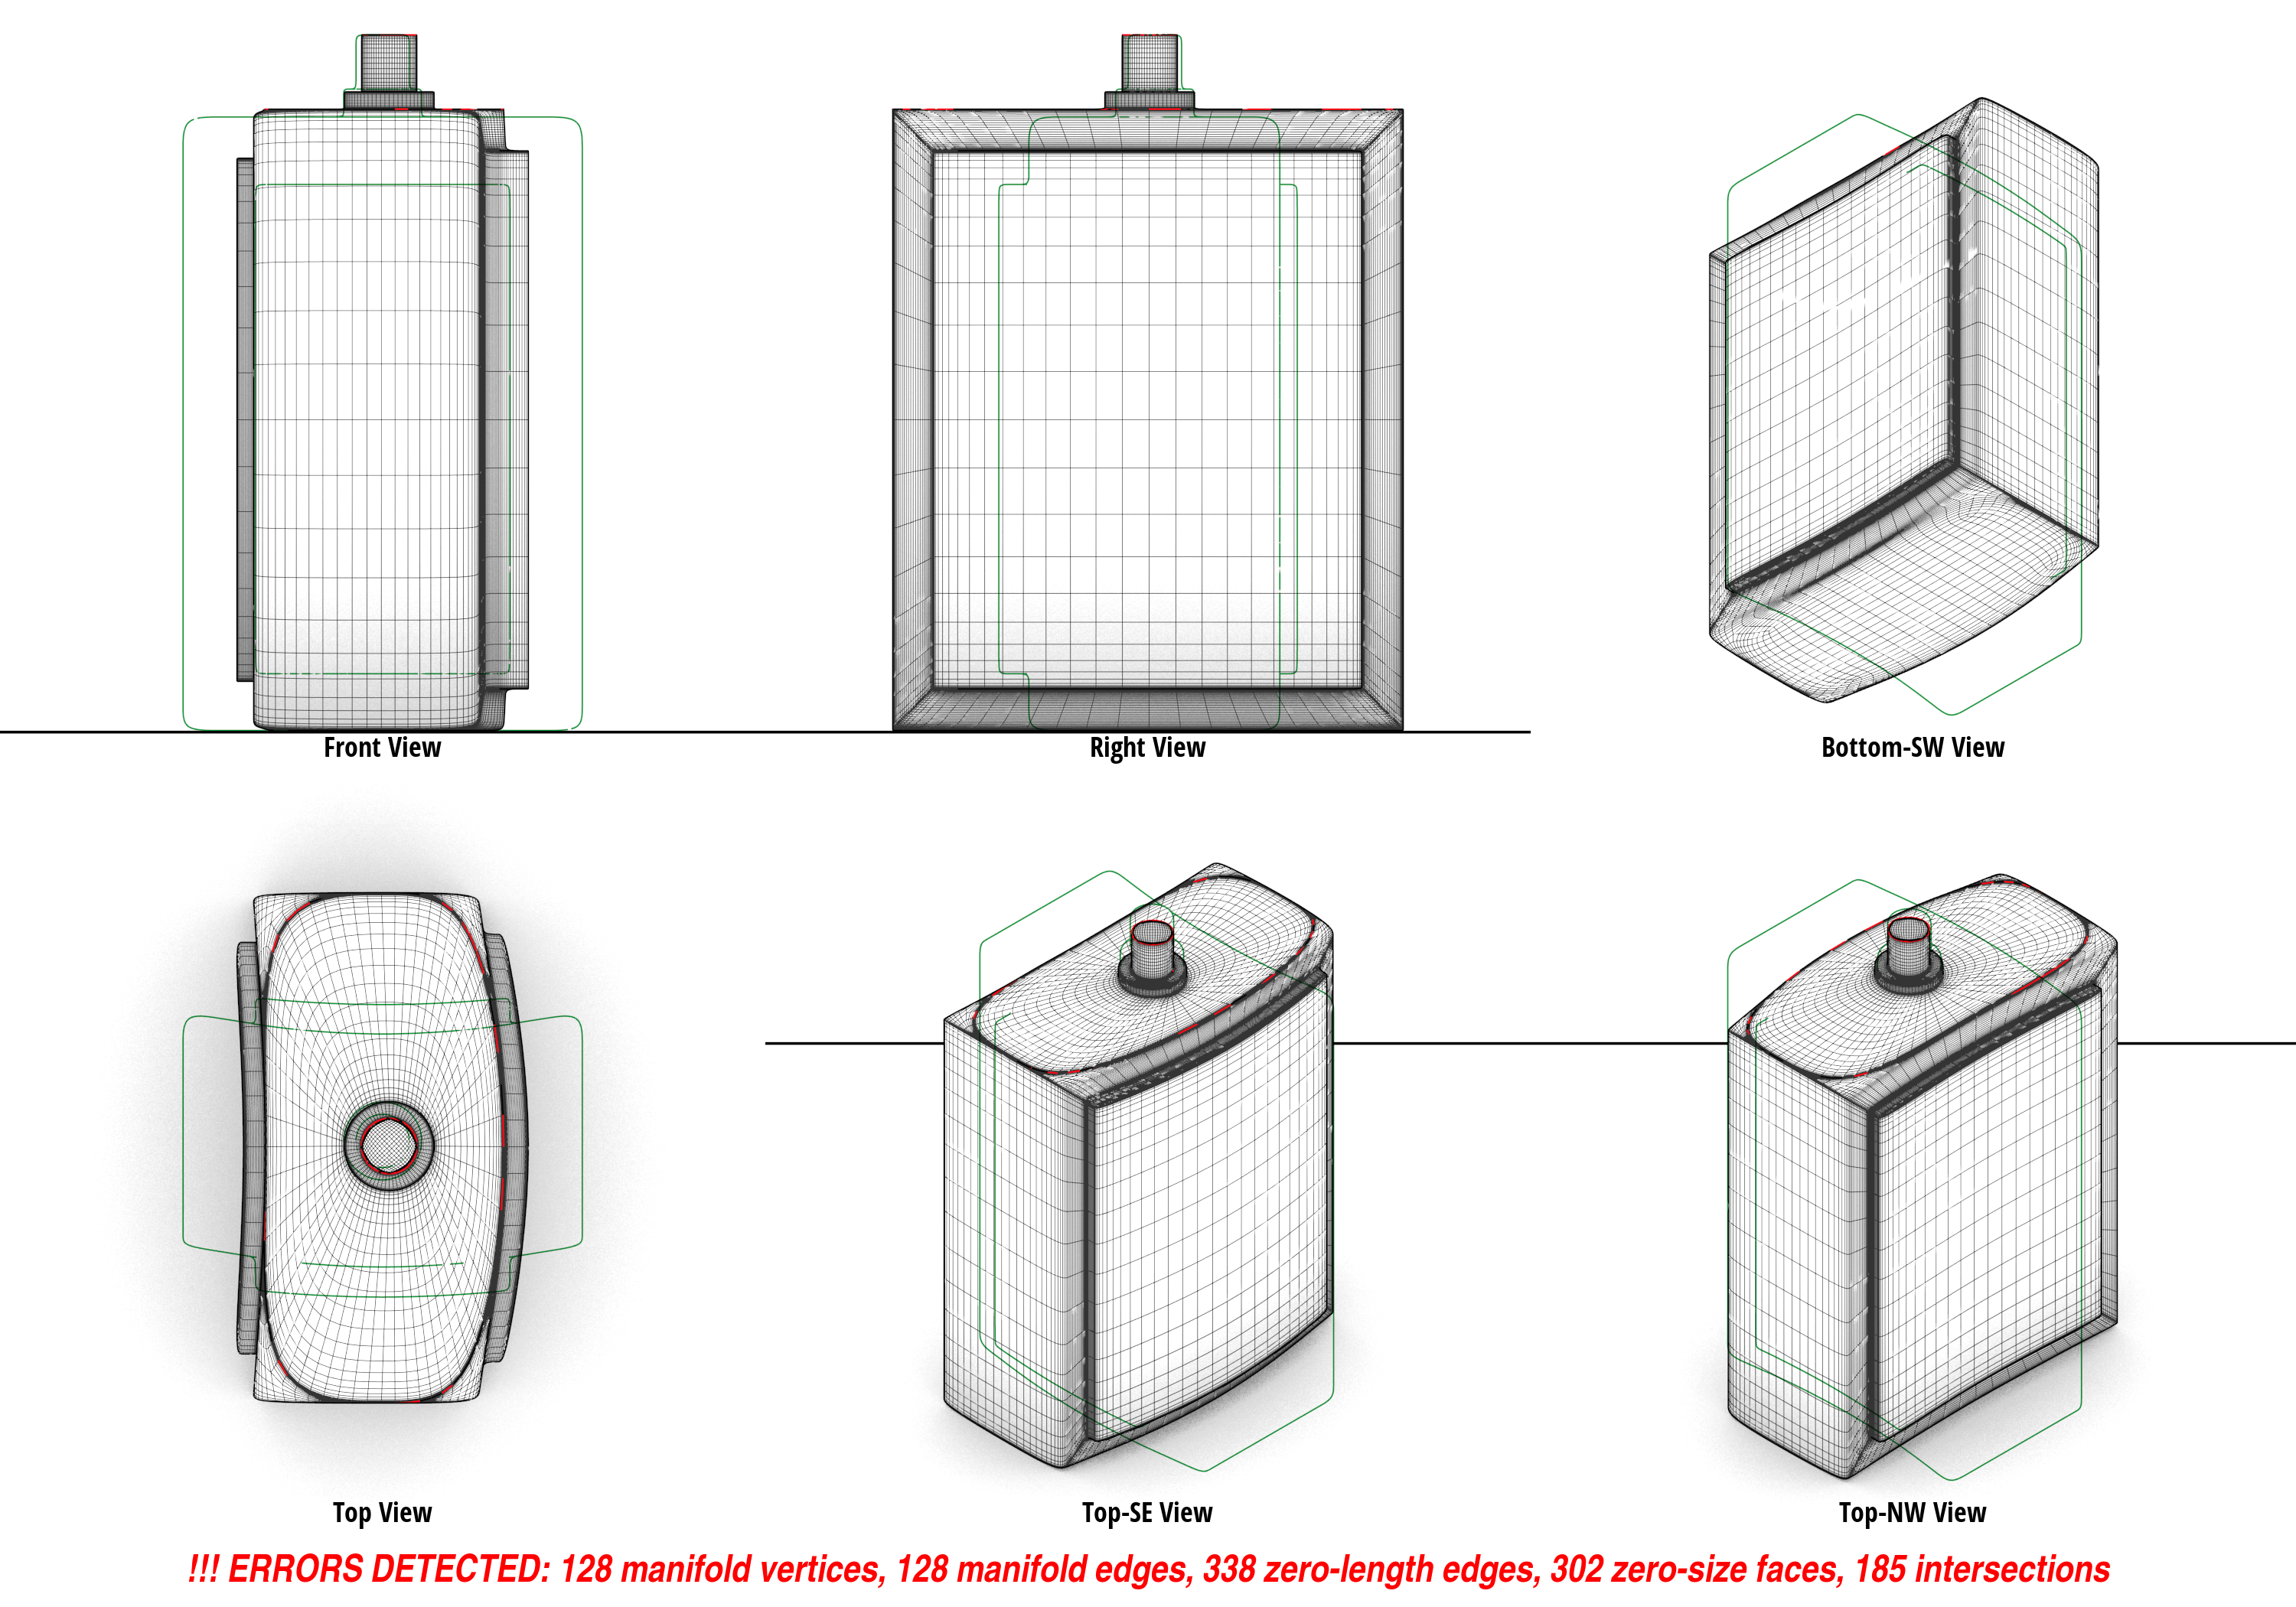 Front View
Right View
Bottom-SW View
Top View
Top-SE View
Top-NW View
!!! ERRORS DETECTED: 128 manifold vertices, 128 manifold edges, 338 zero-length edges, 302 zero-size faces, 185 intersections